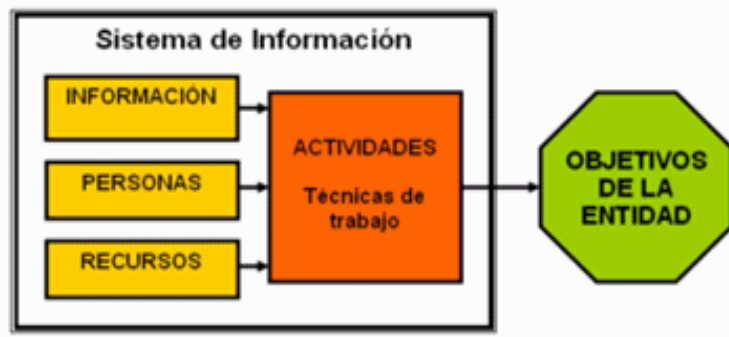 Sistema de Información
INFORMACIÓN
PERSONAS
RECURSOS
ACTIVIDADES
Técnicas de
trabajo
OBJETIVOS
DE LA
ENTIDAD